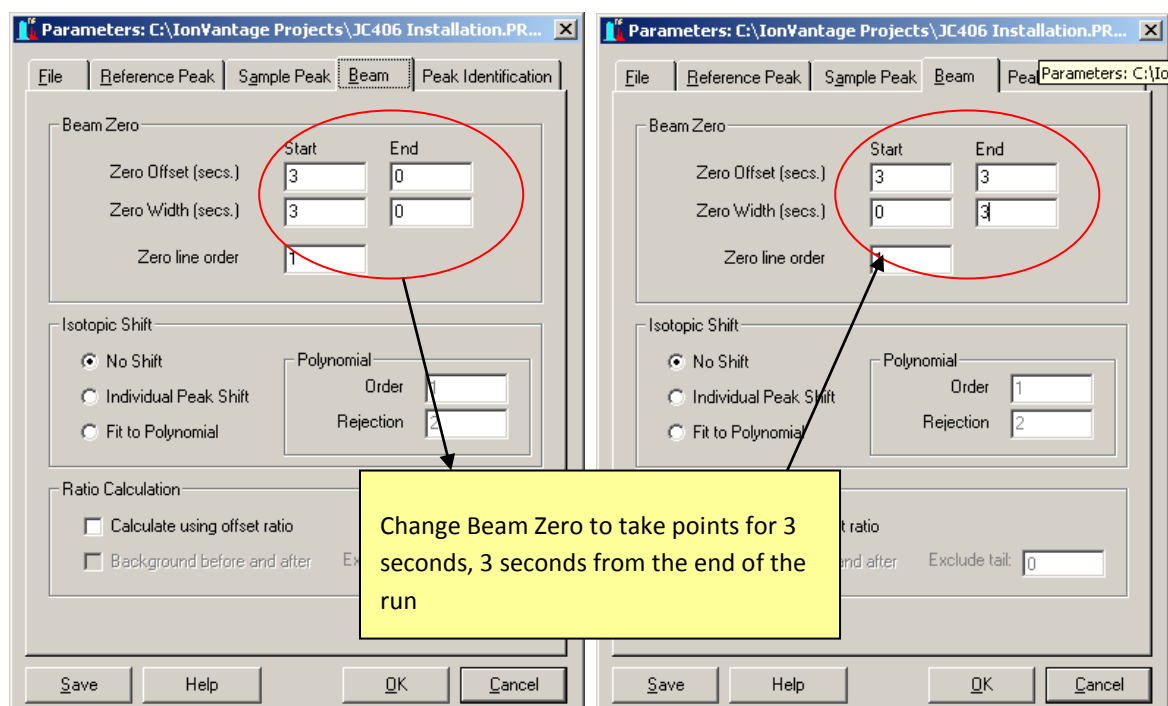 Parameters: C:\IonVantage Projects\JC406 Installation.PR...
File Reference Peak Sample Peak Beam Peak Identification
Beam Zero
Start End
Zero Offset (secs.) 3 0
Zero Width (secs.) 3 0
Zero line order 1
Isotopic Shift
No Shift
Individual Peak Shift
Fit to Polynomial
Polynomial
Order 1
Rejection 2
Ratio Calculation
Calculate using offset ratio
Background before and after
Save Help OK Cancel
Parameters: C:\IonVantage Projects\JC406 Installation.PR...
File Reference Peak Sample Peak Beam
Parameters: C:\Io
Beam Zero
Start End
Zero Offset (secs.) 3 3
Zero Width (secs.) 0 3
Zero line order
Isotopic Shift
No Shift
Individual Peak Shift
Fit to Polynomial
Polynomial
Order 1
Rejection 2
ratio
and after Exclude tail: 0
Save Help OK Cancel
Change Beam Zero to take points for 3
seconds, 3 seconds from the end of the
run